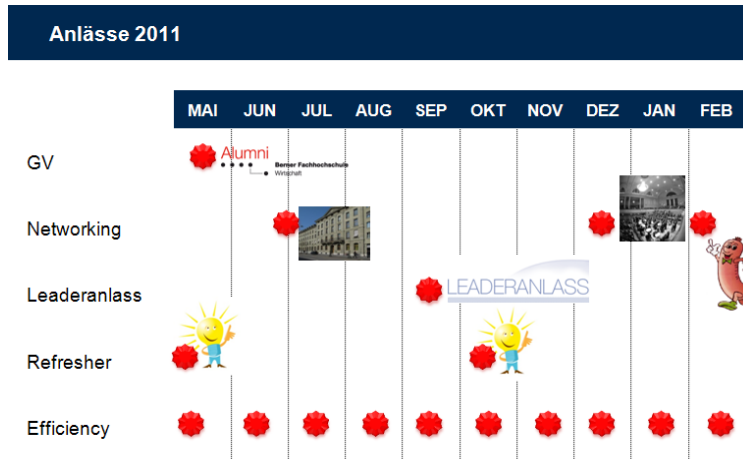 Anlässe 2011
MAI JUN JUL AUG SEP OKT NOV DEZ JAN FEB
GV
Alumni
Berner Fachhochschule
Wirtschaft
Networking
Leaderanlass
LEADERANLASS
Refresher
Efficiency